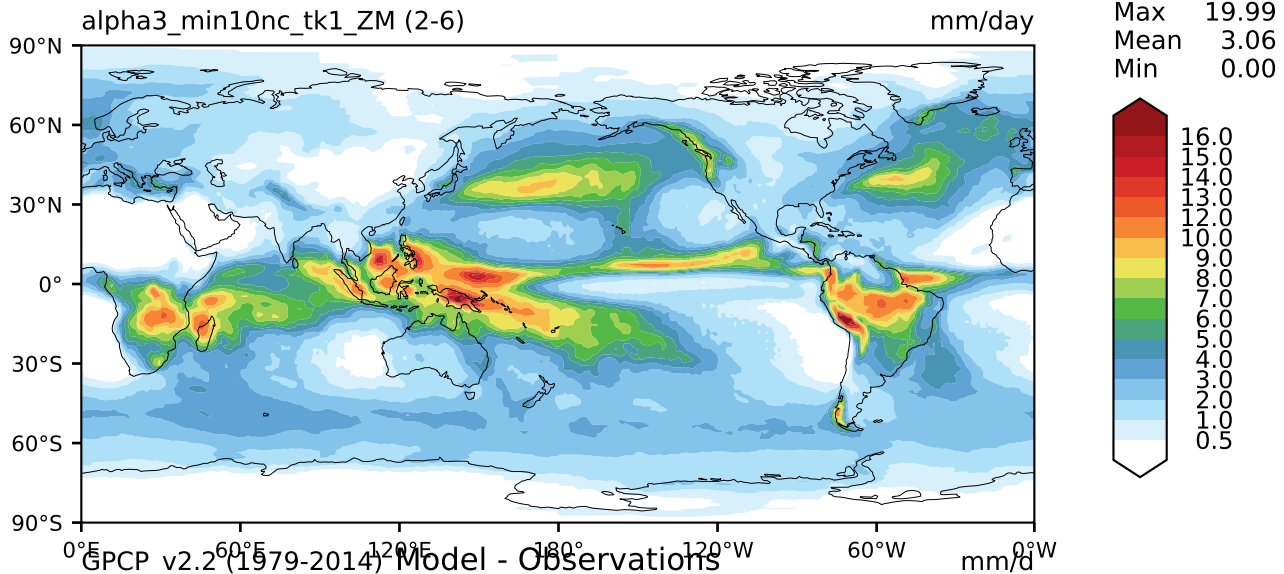 alpha3_min10nc_tk1_ZM (2-6) mm/day
Max 19.99
Mean 3.06
Min 0.00
90°N
60°N
30°N
0°
30°S
60°S
90°S
16.0
15.0
14.0
13.0
12.0
10.0
9.0
8.0
7.0
6.0
5.0
4.0
3.0
2.0
1.0
0.5
0°E 60°E 120°E 180° 120°W 60°W 0°W
GPCP v2.2 (1979-2014) Model - Observations mm/d